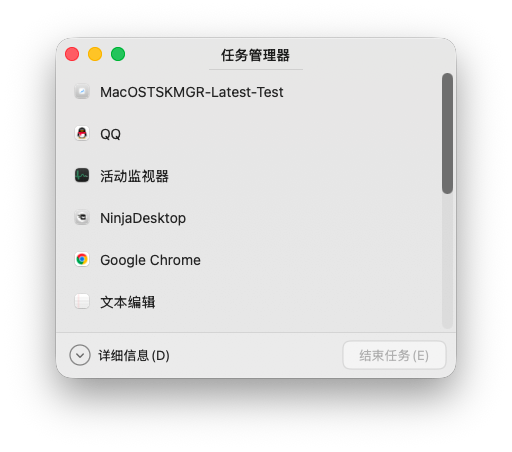 任务管理器
MacOSTSKMGR-Latest-Test
QQ
活动监视器
NinjaDesktop
Google Chrome
文本编辑
详细信息(D)
结束任务(E)